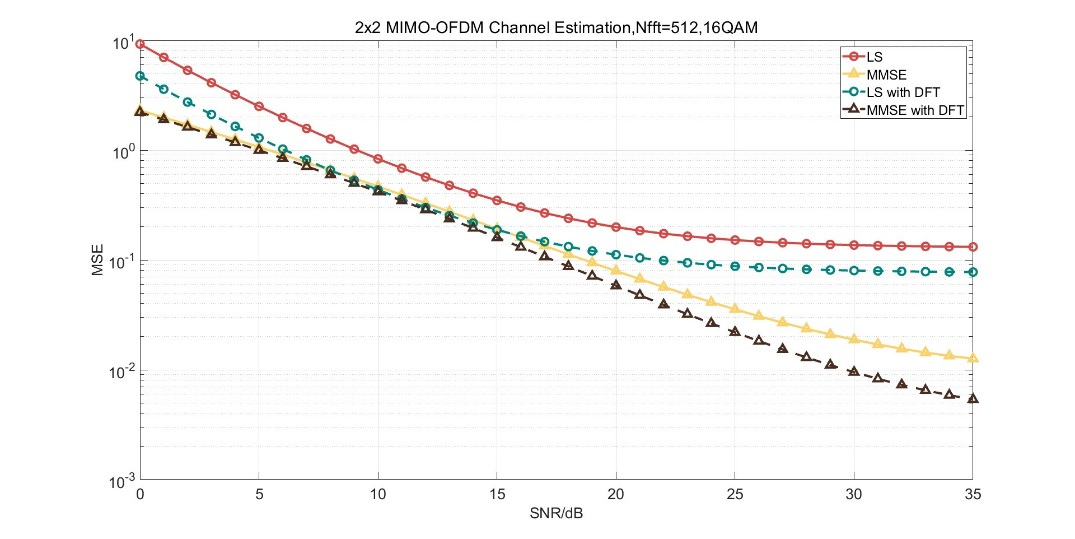 2x2 MIMO-OFDM Channel Estimation,Nfft=512,16QAM
LS
MMSE
LS with DFT
MMSE with DFT
MSE
10^1
10^0
10^-1
10^-2
10^-3
0 5 10 15 20 25 30 35
SNR/dB